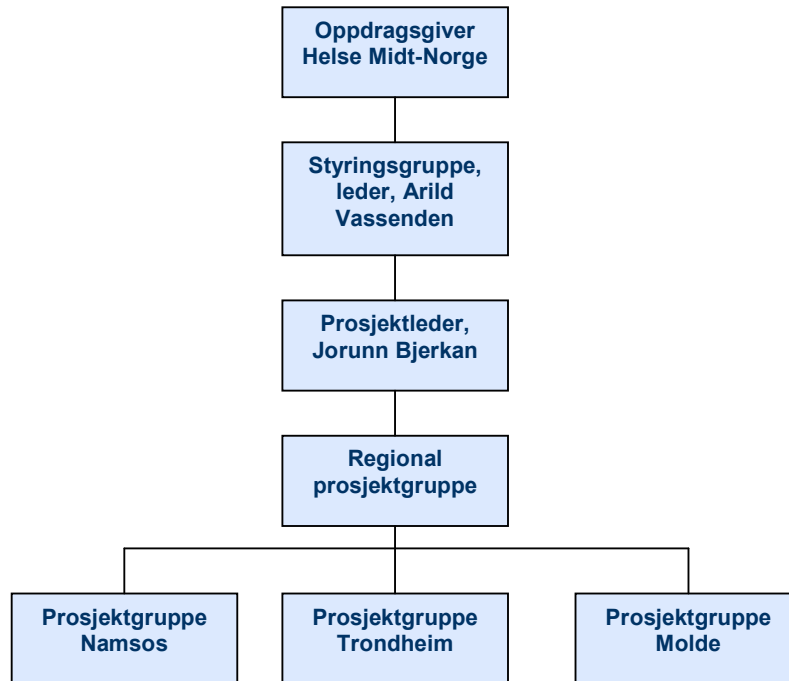 Oppdragsgiver
Helse Midt-Norge
Styringsgruppe,
leder, Arild
Vassenden
Prosjektleder,
Jorunn Bjerkan
Regional
prosjektgruppe
Prosjektgruppe
Namsos
Prosjektgruppe
Trondheim
Prosjektgruppe
Molde